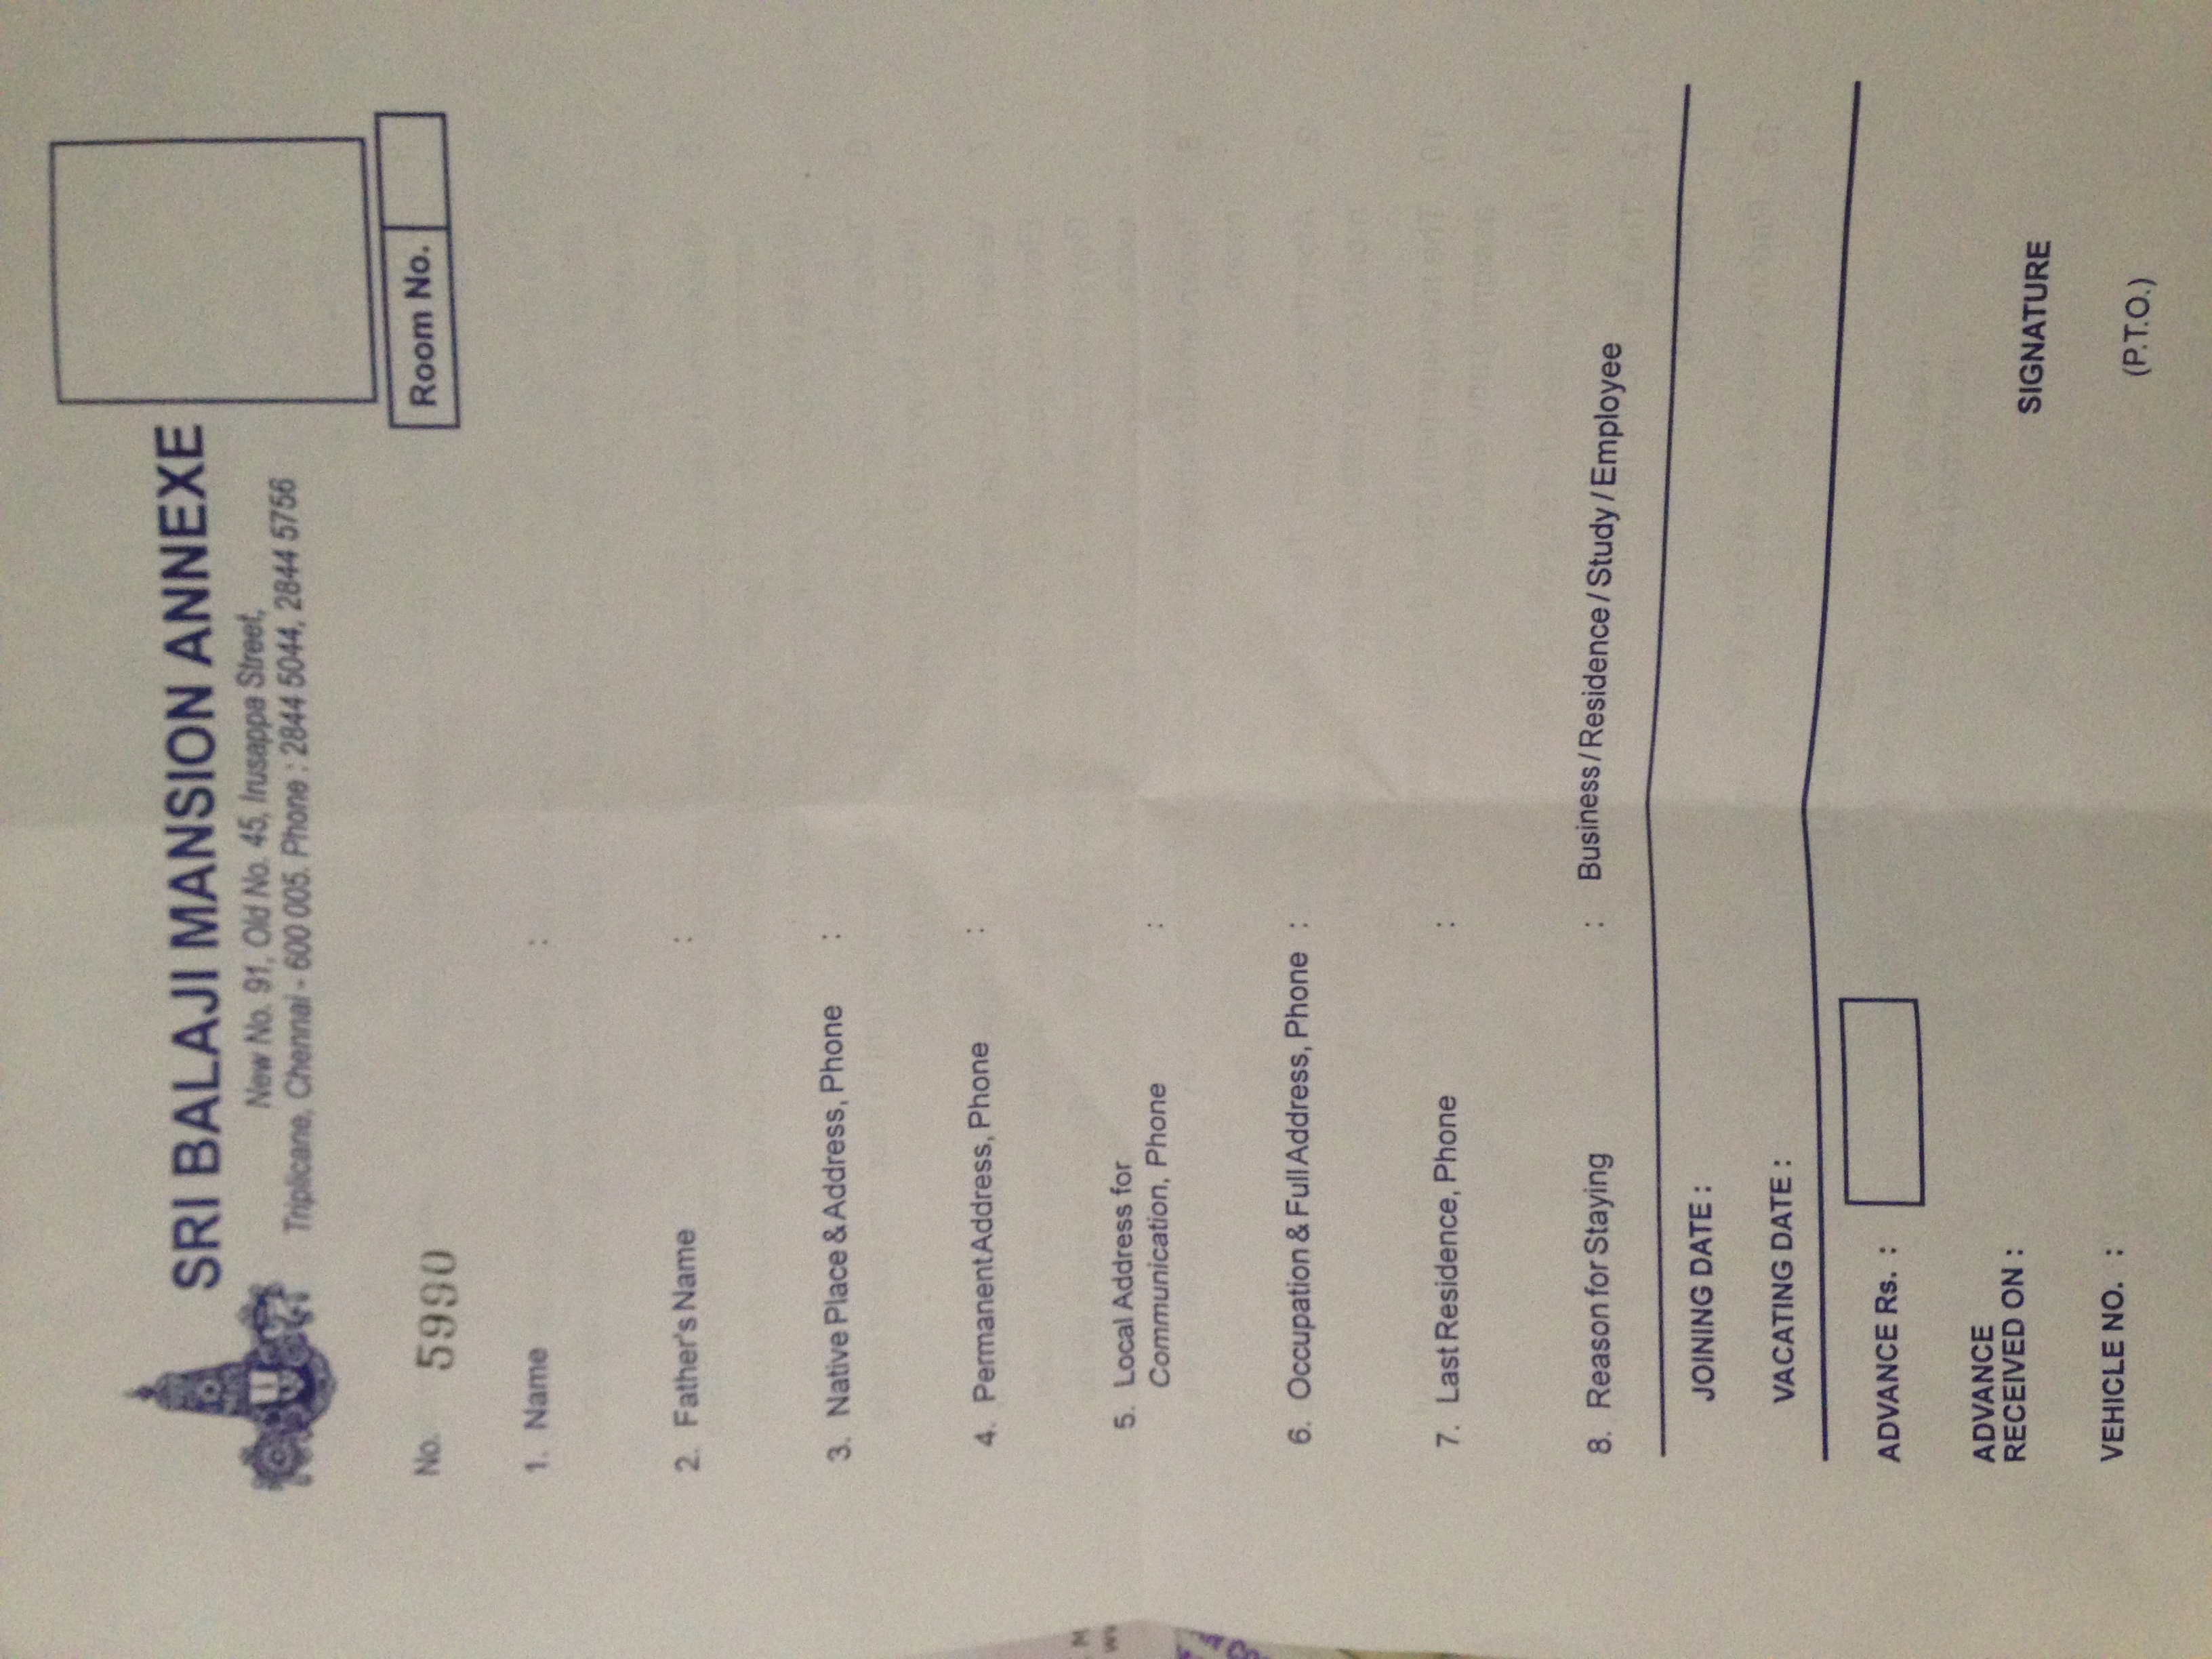 SRI BALAJI MANSION ANNEXE
New No. 91, Old No. 45, Irusappa Street,
Triplicane, Chennai - 600 005. Phone : 2844 5044, 2844 5756
Room No.
No. 5990
1. Name :
2. Father's Name :
3. Native Place & Address, Phone :
4. Permanent Address, Phone :
5. Local Address for
Communication, Phone :
6. Occupation & Full Address, Phone :
7. Last Residence, Phone :
8. Reason for Staying : Business / Residence / Study / Employee
JOINING DATE :
VACATING DATE :
ADVANCE Rs. :
ADVANCE
RECEIVED ON :
SIGNATURE
VEHICLE NO. :
(P.T.O.)